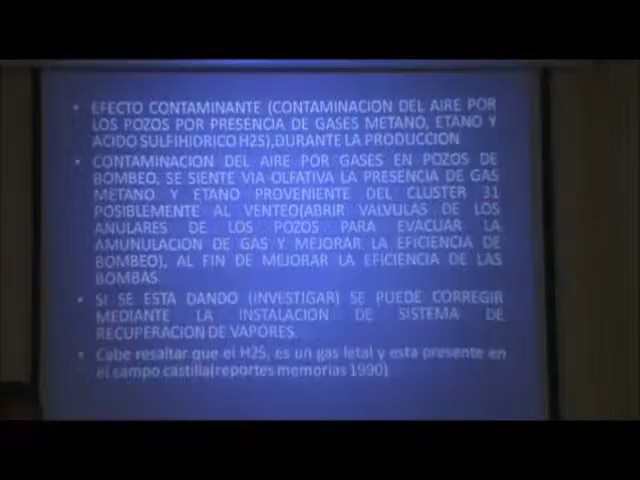 • EFECTO CONTAMINANTE (CONTAMINACION DEL AIRE POR
LOS POZOS POR PRESENCIA DE GASES METANO, ETANO Y
ACIDO SULFIHIDRICO H2S),DURANTE LA PRODUCCION
• CONTAMINACION DEL AIRE POR GASES EN POZOS DE
BOMBEO, SE SIENTE VIA OLFATIVA LA PRESENCIA DE GAS
METANO Y ETANO PROVENIENTE DEL CLUSTER 31
POSIBLEMENTE AL VENTEO(ABRIR VALVULAS DE LOS
ANULARES DE LOS POZOS PARA EVACUAR LA
AMUNULACION DE GAS Y MEJORAR LA EFICIENCIA DE
BOMBEO), AL FIN DE MEJORAR LA EFICIENCIA DE LAS
BOMBAS.
• SI SE ESTA DANDO (INVESTIGAR) SE PUEDE CORREGIR
MEDIANTE LA INSTALACION DE SISTEMA DE
RECUPERACION DE VAPORES.
• Cabe resaltar que el H2S, es un gas letal y esta presente en
el campo castilla(reportes memorias 1990)